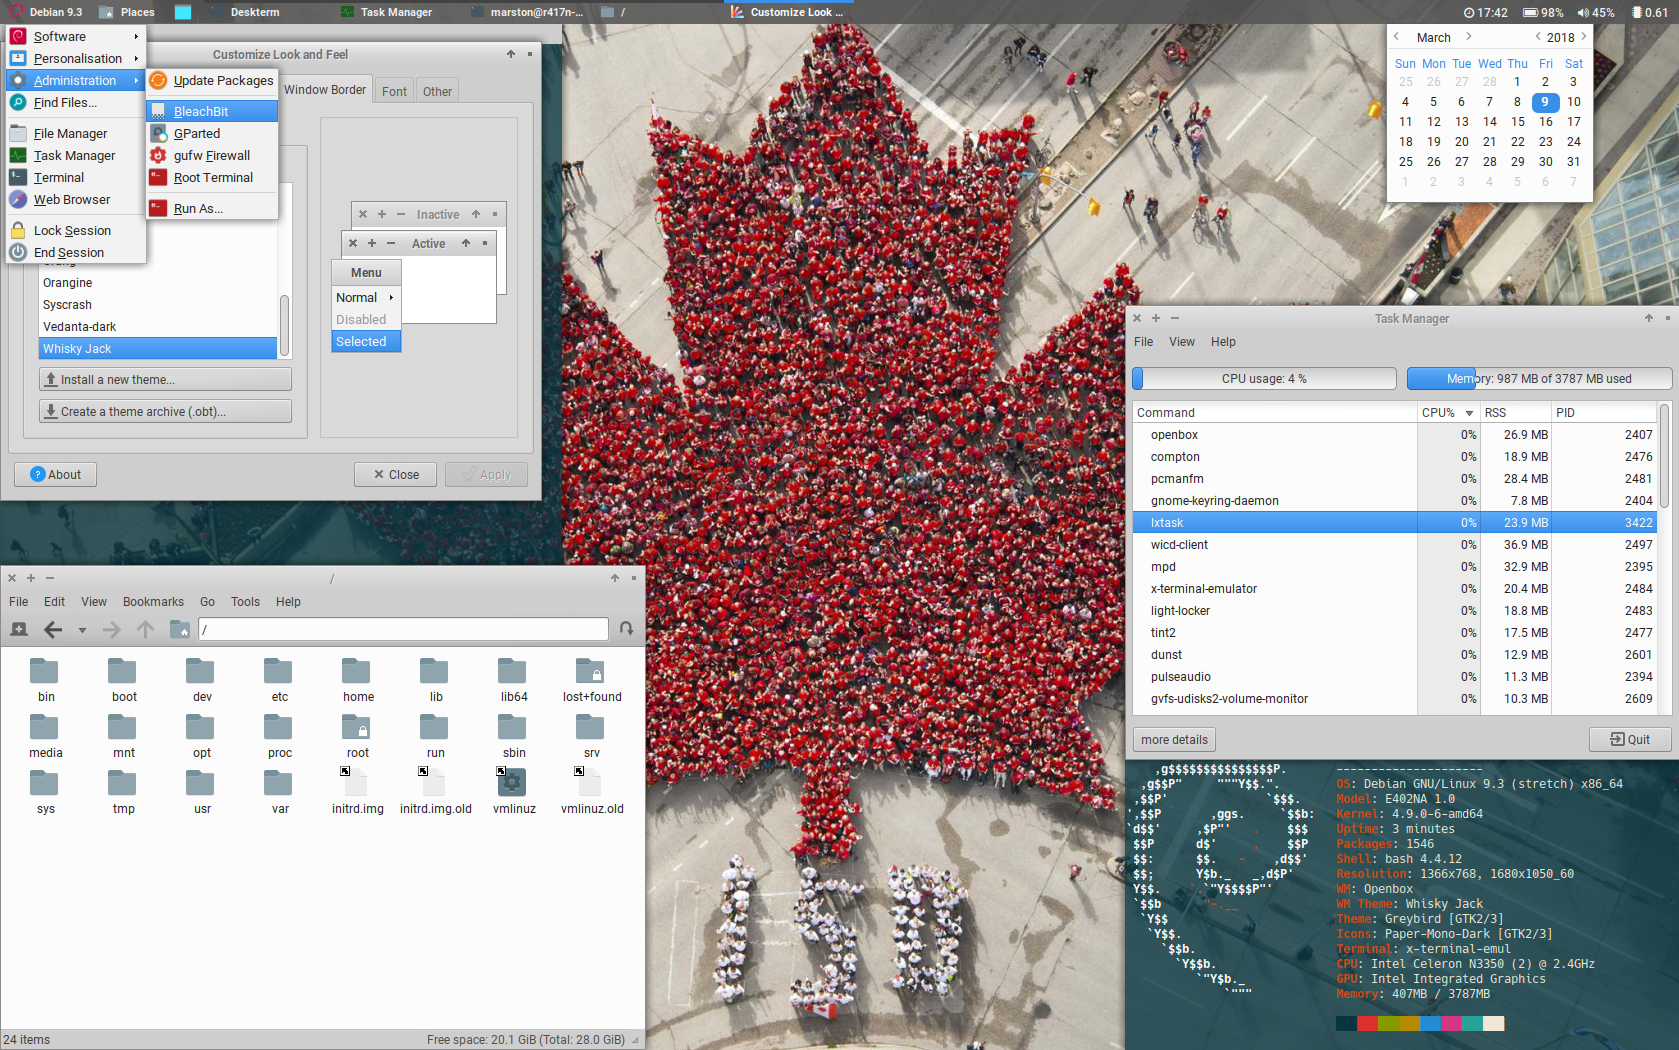 Debian 9.3 Places Deskterm Task Manager marston@r417n-... / Customize Look ... 17:42 98% 45% 0.61
Software
Personalisation
Administration
Find Files...
File Manager
Task Manager
Terminal
Web Browser
Lock Session
End Session
Update Packages
BleachBit
GParted
gufw Firewall
Root Terminal
Run As...
Customize Look and Feel
Window Border Font Other
Orangine
Syscrash
Vedanta-dark
Whisky Jack
Install a new theme...
Create a theme archive (.obt)...
Inactive
Active
Menu
Normal
Disabled
Selected
About Close Apply
March 2018
Sun Mon Tue Wed Thu Fri Sat
25 26 27 28 1 2 3
4 5 6 7 8 9 10
11 12 13 14 15 16 17
18 19 20 21 22 23 24
25 26 27 28 29 30 31
1 2 3 4 5 6 7
Task Manager
File View Help
CPU usage: 4 % Memory: 987 MB of 3787 MB used
Command CPU% RSS PID
openbox 0% 26.9 MB 2407
compton 0% 18.9 MB 2476
pcmanfm 0% 28.4 MB 2481
gnome-keyring-daemon 0% 7.8 MB 2404
lxtask 0% 23.9 MB 3422
wicd-client 0% 36.9 MB 2497
mpd 0% 32.9 MB 2395
x-terminal-emulator 0% 20.4 MB 2484
light-locker 0% 18.8 MB 2483
tint2 0% 17.5 MB 2477
dunst 0% 12.9 MB 2601
pulseaudio 0% 11.3 MB 2394
gvfs-udisks2-volume-monitor 0% 10.3 MB 2609
more details Quit
/
File Edit View Bookmarks Go Tools Help
/
bin boot dev etc home lib lib64 lost+found
media mnt opt proc root run sbin srv
sys tmp usr var initrd.img initrd.img.old vmlinuz vmlinuz.old
24 items Free space: 20.1 GiB (Total: 28.0 GiB)
150
OS: Debian GNU/Linux 9.3 (stretch) x86_64
Model: E402NA 1.0
Kernel: 4.9.0-6-amd64
Uptime: 3 minutes
Packages: 1546
Shell: bash 4.4.12
Resolution: 1366x768, 1680x1050_60
WM: Openbox
WM Theme: Whisky Jack
Theme: Greybird [GTK2/3]
Icons: Paper-Mono-Dark [GTK2/3]
Terminal: x-terminal-emul
CPU: Intel Celeron N3350 (2) @ 2.4GHz
GPU: Intel Integrated Graphics
Memory: 407MB / 3787MB